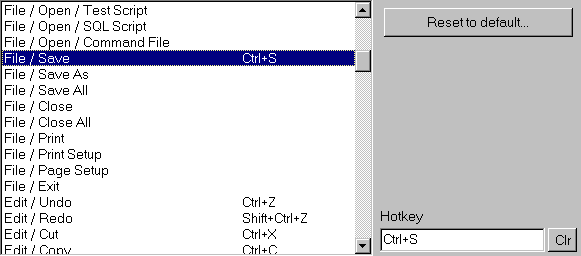 File / Open / Test Script
File / Open / SQL Script
File / Open / Command File
File / Save Ctrl+S
File / Save As
File / Save All
File / Close
File / Close All
File / Print
File / Print Setup
File / Page Setup
File / Exit
Edit / Undo Ctrl+Z
Edit / Redo Shift+Ctrl+Z
Edit / Cut Ctrl+X
Edit / Copy Ctrl+C
Reset to default...
Hotkey
Ctrl+S Clr